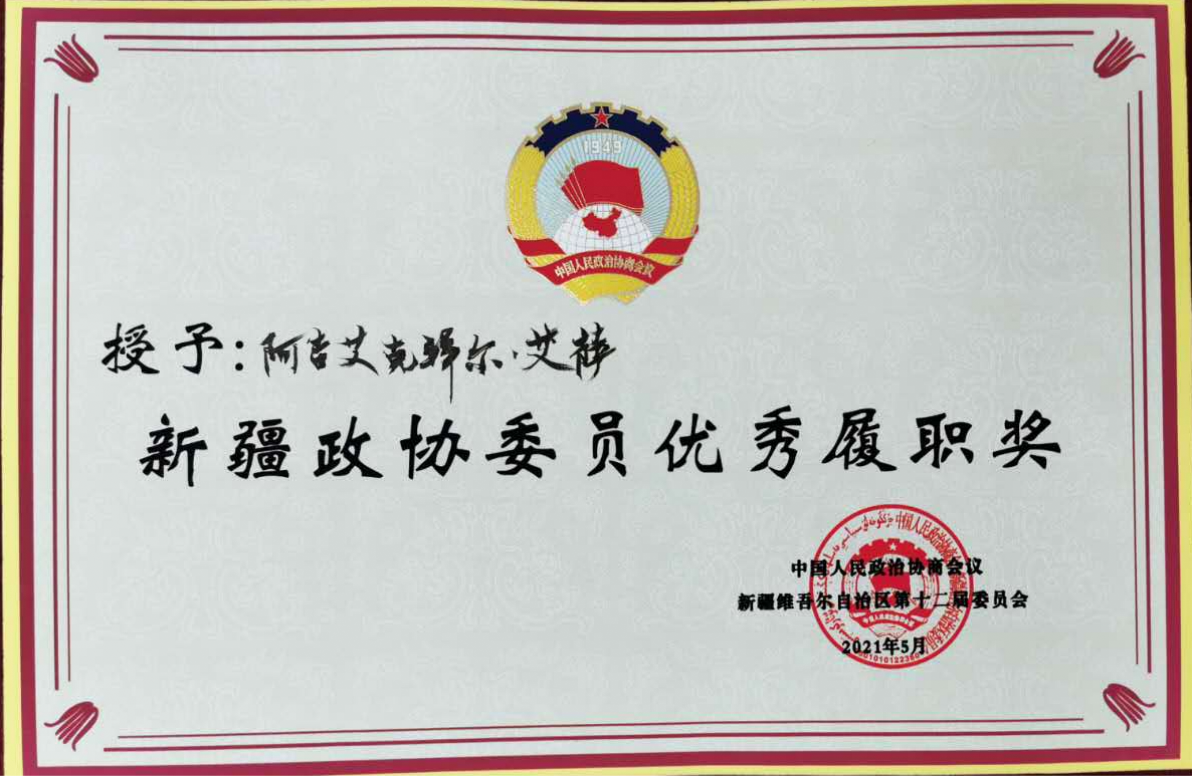 1949
中国人民政治协商会议
授予：阿吉艾克拜尔·艾萨
新疆政协委员优秀履职奖
中国人民政治协商会议
新疆维吾尔自治区第十二届委员会
2021年5月